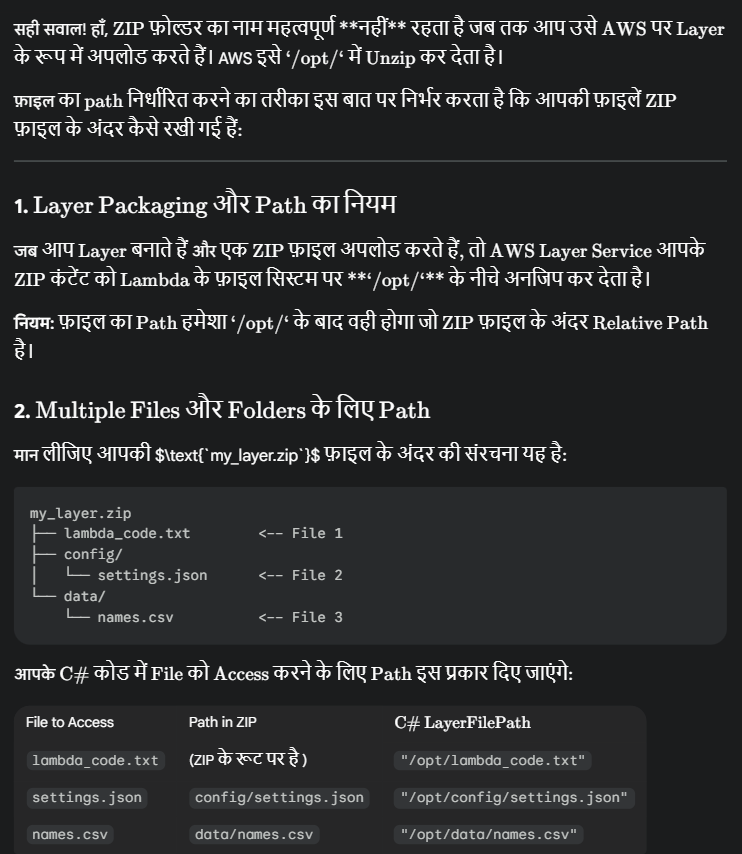 सही सवाल! हाँ, ZIP फ़ोल्डर का नाम महत्वपूर्ण **नहीं** रहता है जब तक आप उसे AWS पर Layer
के रूप में अपलोड करते हैं। AWS इसे ‘/opt/‘ में Unzip कर देता है।
फ़ाइल का path निर्धारित करने का तरीका इस बात पर निर्भर करता है कि आपकी फ़ाइलें ZIP
फ़ाइल के अंदर कैसे रखी गई हैं:
1. Layer Packaging और Path का नियम
जब आप Layer बनाते हैं और एक ZIP फ़ाइल अपलोड करते हैं, तो AWS Layer Service आपके
ZIP कंटेंट को Lambda के फ़ाइल सिस्टम पर **‘/opt/‘** के नीचे अनजिप कर देता है।
नियम: फ़ाइल का Path हमेशा ‘/opt/‘ के बाद वही होगा जो ZIP फ़ाइल के अंदर Relative Path
है।
2. Multiple Files और Folders के लिए Path
मान लीजिए आपकी $\text{`my_layer.zip`}$ फ़ाइल के अंदर की संरचना यह है:
my_layer.zip
├── lambda_code.txt        <-- File 1
├── config/
│   └── settings.json      <-- File 2
└── data/
    └── names.csv          <-- File 3
आपके C# कोड में File को Access करने के लिए Path इस प्रकार दिए जाएंगे:
File to Access Path in ZIP C# LayerFilePath
lambda_code.txt (ZIP के रूट पर है ) "/opt/lambda_code.txt"
settings.json config/settings.json "/opt/config/settings.json"
names.csv data/names.csv "/opt/data/names.csv"